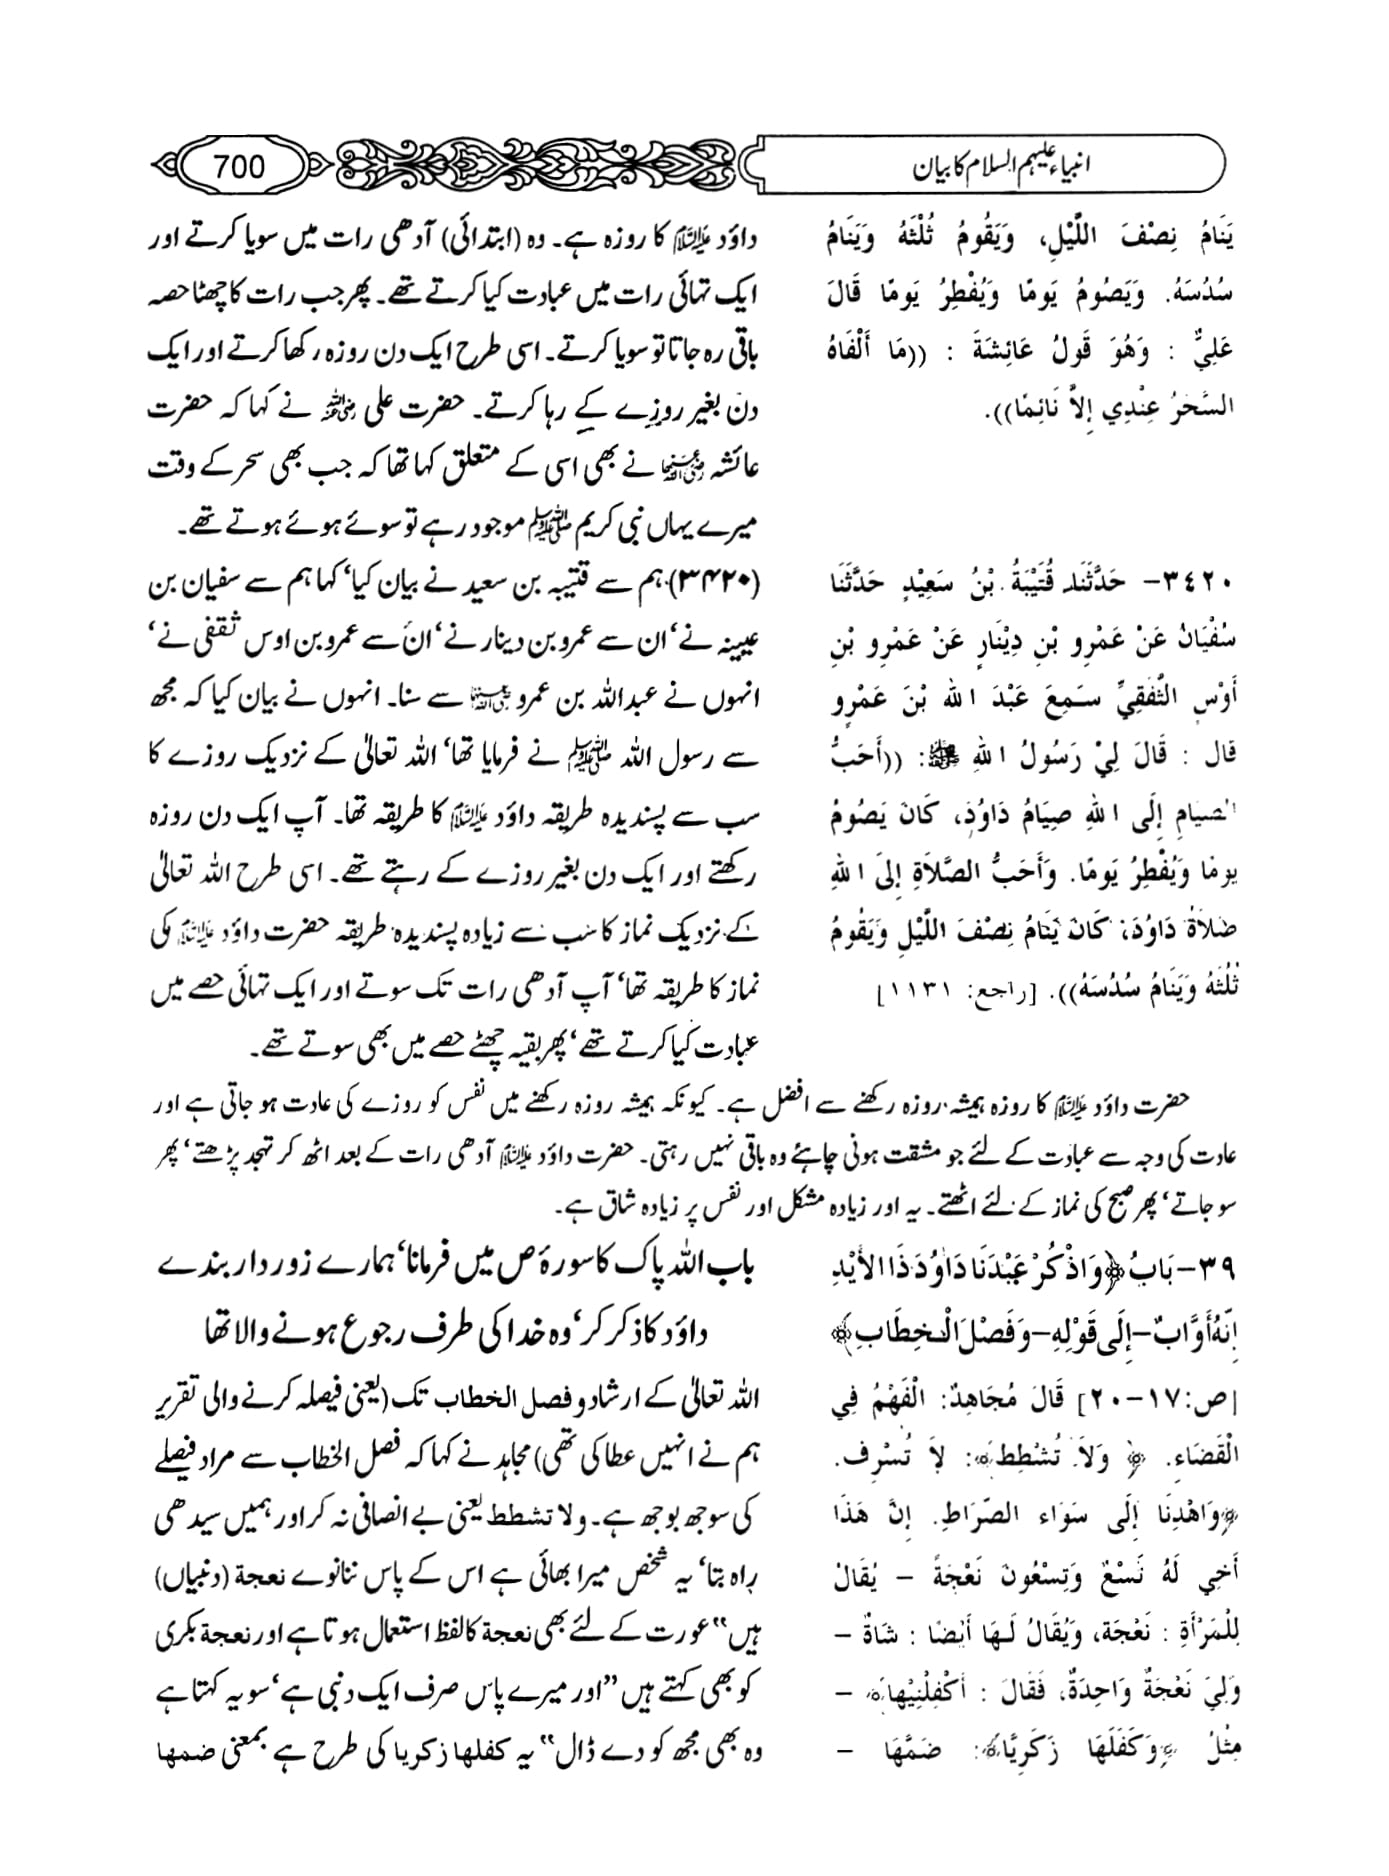 انبیاء علیہم السلام کا بیان
700
يَنَامُ نِصْفَ اللَّيْلِ، وَيَقُومُ ثُلْثَهُ وَيَنَامُ
سُدُسَهُ. وَيَصُومُ يَومًا وَيُفْطِرُ يَومًا قَالَ
عَلِيٌّ : وَهُوَ قَولُ عَائِشَةَ : ((مَا أَلْفَاهُ
السَّحَرُ عِنْدِي إِلاَّ نَائِمًا)).
داؤد علیہ السلام کا روزہ ہے۔ وہ (ابتدائی) آدھی رات میں سویا کرتے اور
ایک تہائی رات میں عبادت کیا کرتے تھے۔ پھر جب رات کا چھٹا حصہ
باقی رہ جاتا تو سویا کرتے۔ اسی طرح ایک دن روزہ رکھا کرتے اور ایک
دن بغیر روزے کے رہا کرتے۔ حضرت علی رضی اللہ عنہ نے کہا کہ حضرت
عائشہ رضی اللہ عنہا نے بھی اسی کے متعلق کہا تھا کہ جب بھی سحر کے وقت
میرے یہاں نبی کریم ﷺ موجود رہے تو سوئے ہوئے ہوتے تھے۔
٣٤٢٠- حَدَّثَنَا قُتَيْبَةُ بْنُ سَعِيْدٍ حَدَّثَنَا
سُفْيَانُ عَنْ عَمْرِو بْنِ دِيْنَارٍ عَنْ عَمْرِو بْنِ
أَوْسٍ الثَّقَفِيِّ سَمِعَ عَبْدَ اللهِ بْنَ عَمْرٍو
قَالَ : قَالَ لِيْ رَسُولُ اللهِ ﷺ: ((أَحَبُّ
الصِّيَامِ إِلَى اللهِ صِيَامُ دَاوُدَ، كَانَ يَصُومُ
يَومًا وَيُفْطِرُ يَومًا. وَأَحَبُّ الصَّلاَةِ إِلَى اللهِ
صَلاَةُ دَاوُدَ، كَانَ يَنَامُ نِصْفَ اللَّيْلِ وَيَقُومُ
ثُلُثَهُ وَيَنَامُ سُدُسَهُ)). [راجع: ١١٣١]
(۳۴۲۰) ہم سے قتیبہ بن سعید نے بیان کیا‘ کہا ہم سے سفیان بن
عیینہ نے‘ ان سے عمرو بن دینار نے‘ ان سے عمرو بن اوس ثقفی نے‘
انہوں نے عبداللہ بن عمرو رضی اللہ عنہما سے سنا۔ انہوں نے بیان کیا کہ مجھ
سے رسول اللہ ﷺ نے فرمایا تھا‘ اللہ تعالیٰ کے نزدیک روزے کا
سب سے پسندیدہ طریقہ داؤد علیہ السلام کا طریقہ تھا۔ آپ ایک دن روزہ
رکھتے اور ایک دن بغیر روزے کے رہتے تھے۔ اسی طرح اللہ تعالیٰ
کے نزدیک نماز کا سب سے زیادہ پسندیدہ طریقہ حضرت داؤد علیہ السلام کی
نماز کا طریقہ تھا‘ آپ آدھی رات تک سوتے اور ایک تہائی حصے میں
عبادت کیا کرتے تھے‘ پھر بقیہ چھٹے حصے میں بھی سوتے تھے۔
حضرت داؤد علیہ السلام کا روزہ ہمیشہ روزہ رکھنے سے افضل ہے۔ کیونکہ ہمیشہ روزہ رکھنے میں نفس کو روزے کی عادت ہو جاتی ہے اور
عادت کی وجہ سے عبادت کے لئے جو مشقت ہونی چاہئے وہ باقی نہیں رہتی۔ حضرت داؤد علیہ السلام آدھی رات کے بعد اٹھ کر تہجد پڑھتے‘ پھر
سو جاتے‘ پھر صبح کی نماز کے لئے اٹھتے۔ یہ اور زیادہ مشکل اور نفس پر زیادہ شاق ہے۔
٣٩- بَابُ ﴿وَاذْكُرْ عَبْدَنَا دَاوُدَ ذَا الأَيْدِ
إِنَّهُ أَوَّابٌ – إِلَى قَوْلِهِ – وَفَصْلَ الْخِطَابِ﴾
[ص: ١٧–٢٠] قَالَ مُجَاهِدٌ: الْفَهْمُ فِي
الْقَضَاءِ. ﴿وَلاَ تُشْطِطْ﴾: لاَ تُسْرِف.
﴿وَاهْدِنَا إِلَى سَوَاء الصِّرَاطِ. إِنَّ هَذَا
أَخِي لَهُ تِسْعٌ وَتِسْعُونَ نَعْجَةً – يُقَالُ
لِلْمَرْأَةِ : نَعْجَة، وَيُقَالُ لَهَا أَيْضًا : شَاةٌ –
وَلِيَ نَعْجَةٌ وَاحِدَةٌ، فَقَالَ : أَكْفِلْنِيْهَا﴾ –
مِثْلُ ﴿وَكَفَلَهَا زَكَرِيَّا﴾: ضَمَّهَا –
باب اللہ پاک کا سورۂ ص میں فرمانا‘ ہمارے زور دار بندے
داؤد کا ذکر کر‘ وہ خدا کی طرف رجوع ہونے والا تھا
اللہ تعالیٰ کے ارشاد وفصل الخطاب تک (یعنی فیصلہ کرنے والی تقریر
ہم نے انہیں عطا کی تھی) مجاہد نے کہا کہ فصل الخطاب سے مراد فیصلے
کی سوجھ بوجھ ہے۔ ولا تشطط یعنی بے انصافی نہ کر اور ہمیں سیدھی
راہ بتا‘ یہ شخص میرا بھائی ہے اس کے پاس ننانوے نعجۃ (دنبیاں)
ہیں“ عورت کے لئے بھی نعجۃ کا لفظ استعمال ہوتا ہے اور نعجۃ بکری
کو بھی کہتے ہیں ”اور میرے پاس صرف ایک دنبی ہے‘ سو یہ کہتا ہے
وہ بھی مجھ کو دے ڈال“ یہ کفلھا زکریا کی طرح ہے بمعنی ضمھا